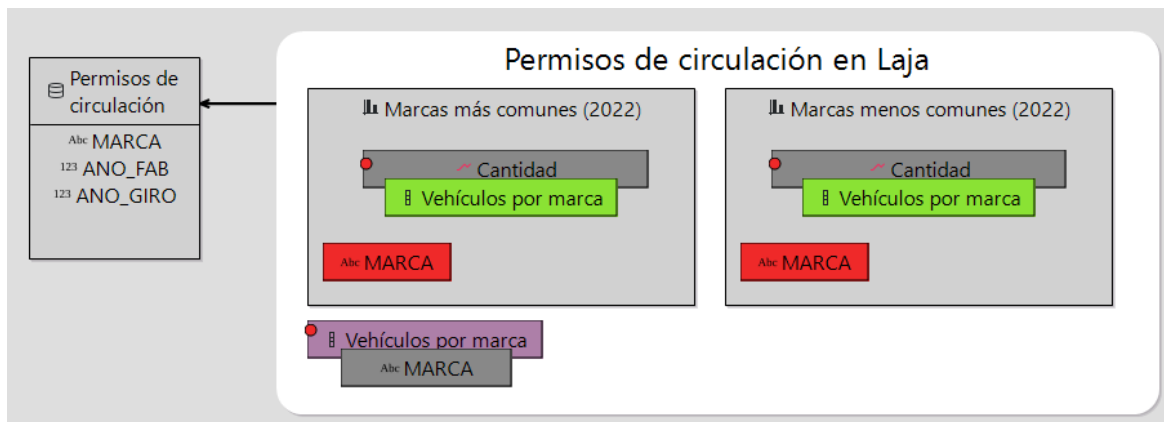 Permisos de circulación en Laja
Permisos de
circulación
Abc MARCA
123 ANO_FAB
123 ANO_GIRO
Marcas más comunes (2022)
Cantidad
Vehículos por marca
Abc MARCA
Marcas menos comunes (2022)
Cantidad
Vehículos por marca
Abc MARCA
Vehículos por marca
Abc MARCA